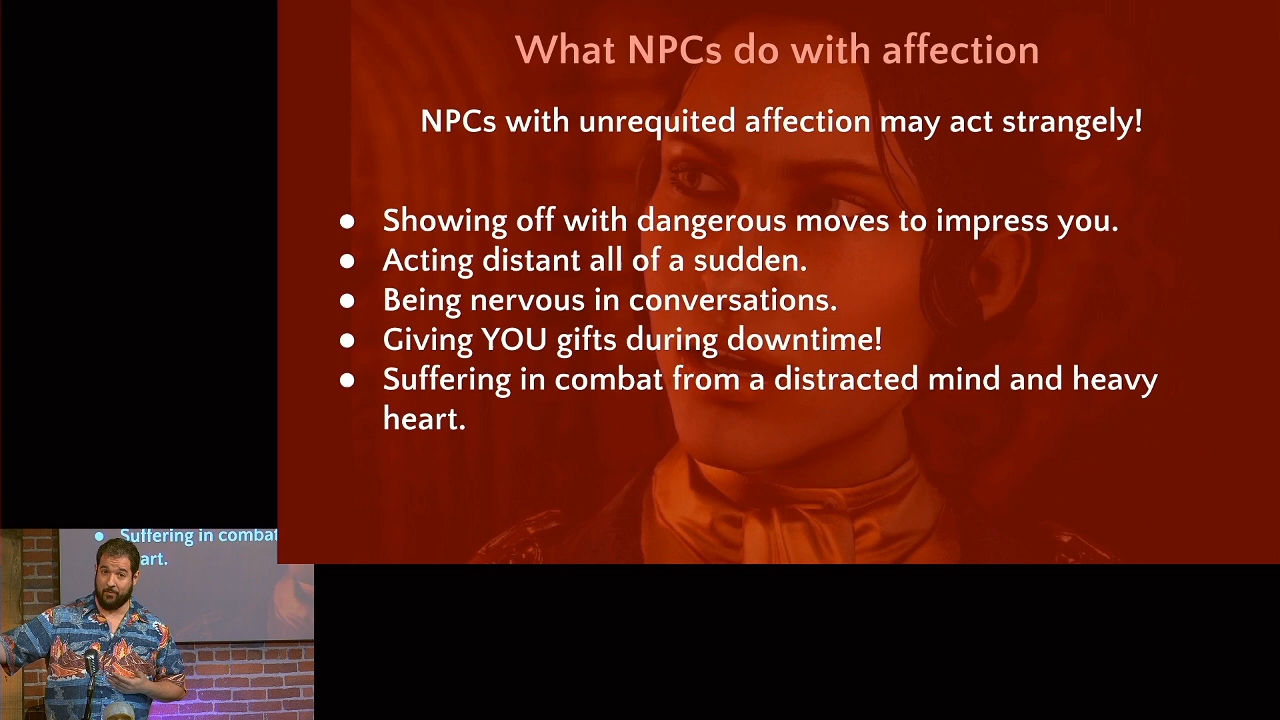 What NPCs do with affection
NPCs with unrequited affection may act strangely!
● Showing off with dangerous moves to impress you.
● Acting distant all of a sudden.
● Being nervous in conversations.
● Giving YOU gifts during downtime!
● Suffering in combat from a distracted mind and heavy
heart.
● Suffering in combat
art.